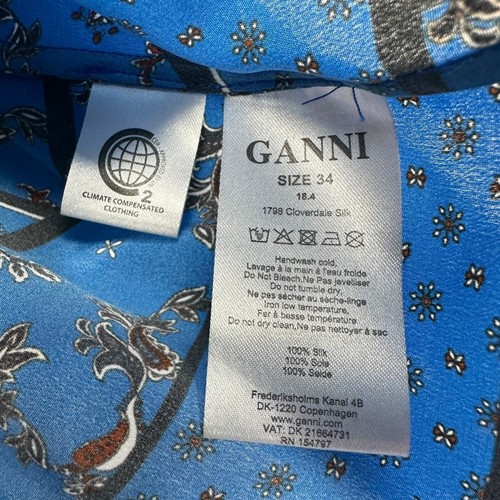 2
CLIMATE COMPENSATED
CLOTHING
GANNI
SIZE 34
18.4
1798 Cloverdale Silk
Handwash cold.
Lavage à la main à l'eau froide
Do Not Bleach.Ne Pas javelliser
Do not tumble dry.
Ne pas sécher au sèche-linge
Iron low temperature,
Fer à basse température
Do not dry clean,Ne pas nettoyer à sac
100% Silk
100% Soie
100% Seide
Frederiksholms Kanal 4B
DK-1220 Copenhagen
www.ganni.com
VAT: DK 21664731
RN 154797